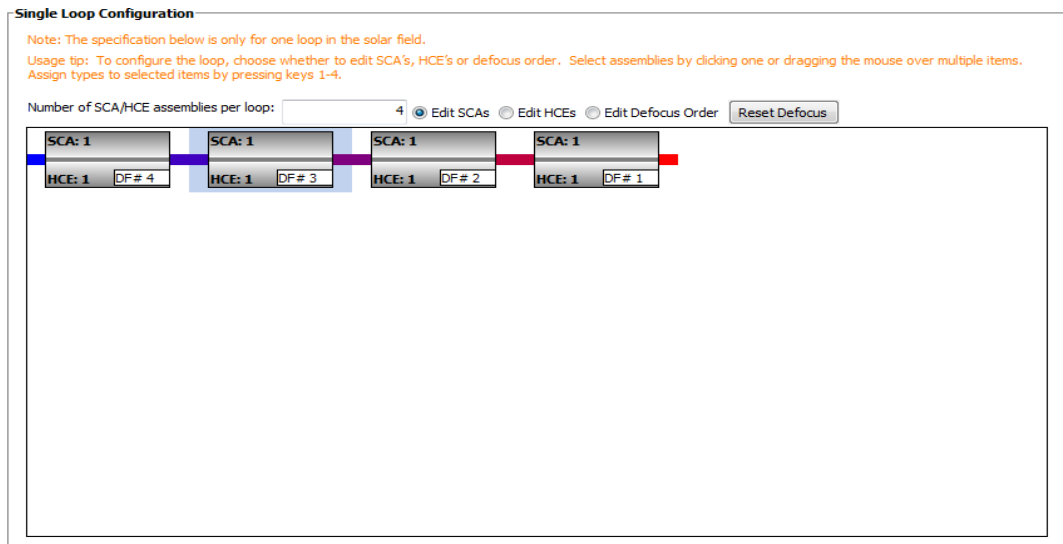 Single Loop Configuration
Note: The specification below is only for one loop in the solar field.
Usage tip: To configure the loop, choose whether to edit SCA's, HCE's or defocus order. Select assemblies by clicking one or dragging the mouse over multiple items.
Assign types to selected items by pressing keys 1-4.
Number of SCA/HCE assemblies per loop: 4 Edit SCAs Edit HCEs Edit Defocus Order Reset Defocus
SCA: 1 SCA: 1 SCA: 1 SCA: 1
HCE: 1 DF# 4 HCE: 1 DF# 3 HCE: 1 DF# 2 HCE: 1 DF# 1